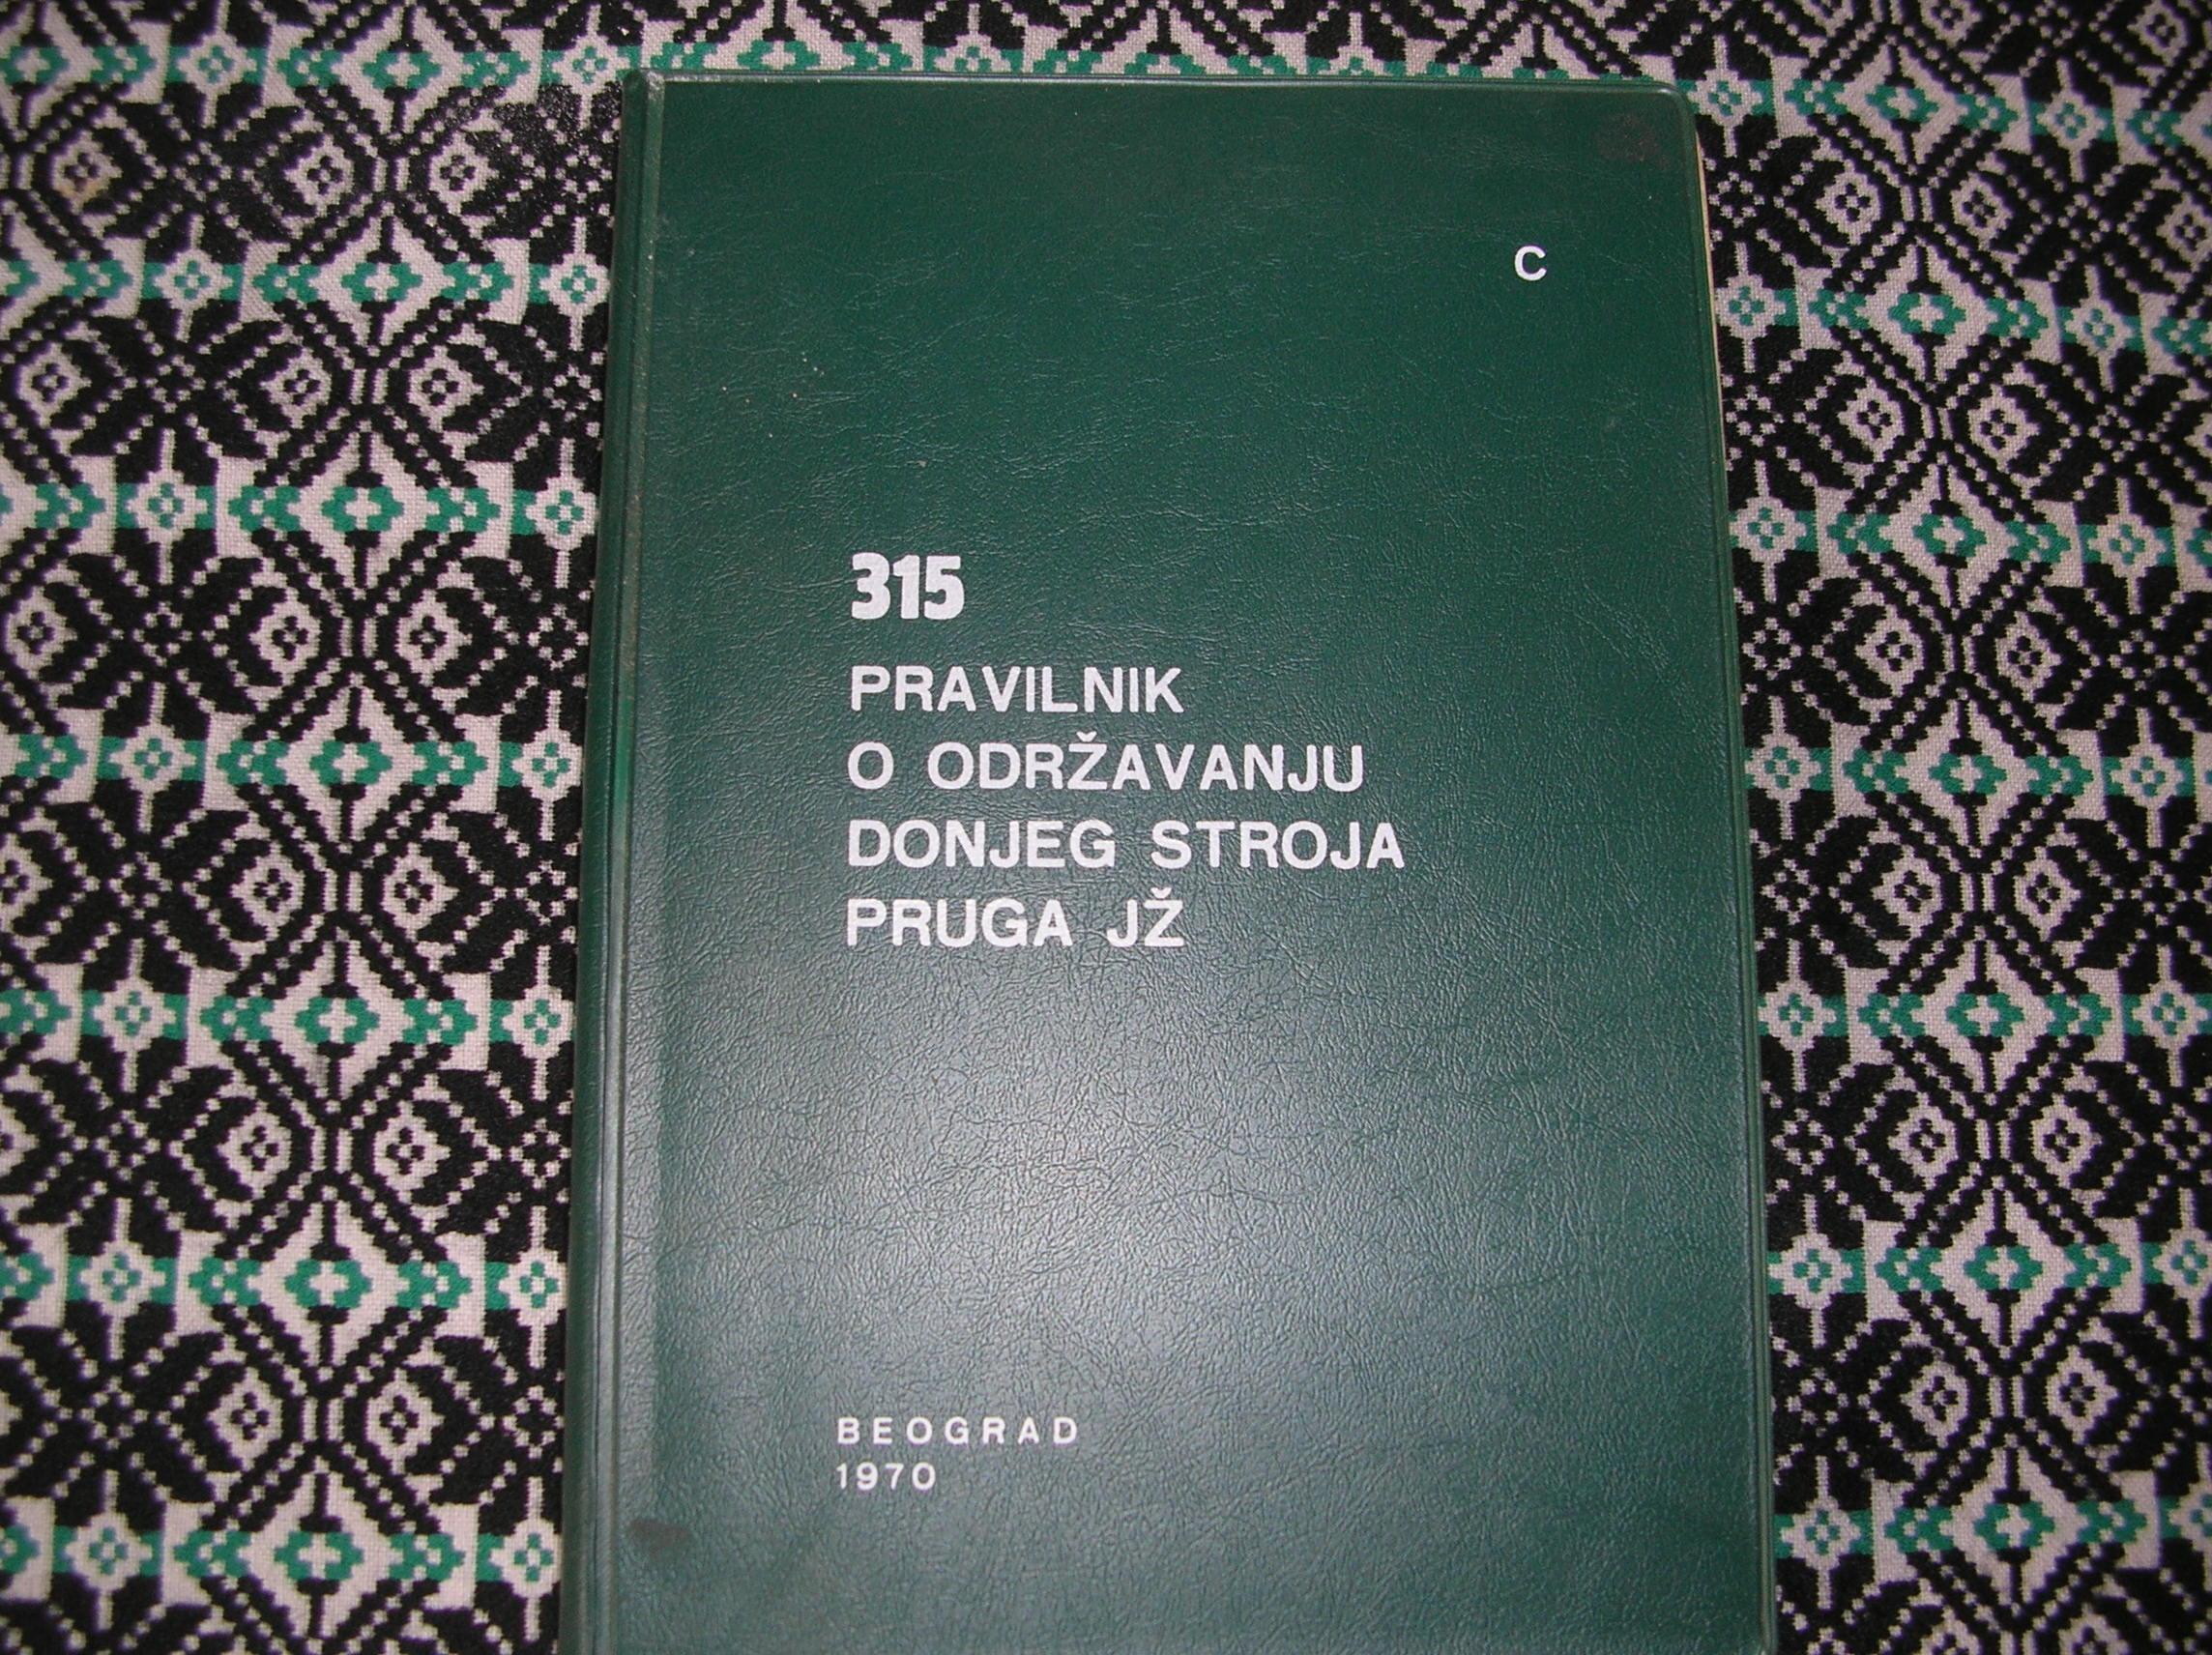 C
315
PRAVILNIK
O ODRŽAVANJU
DONJEG STROJA
PRUGA JŽ
BEOGRAD
1970